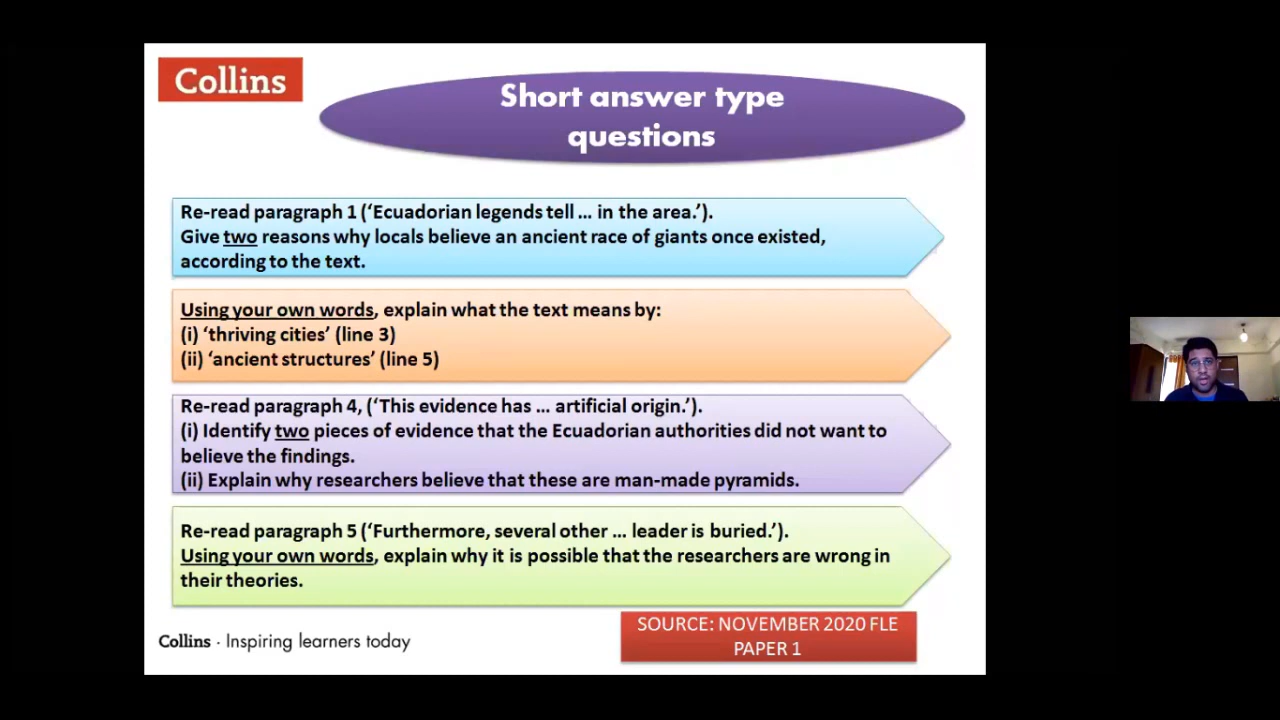 Collins
Short answer type
questions
Re-read paragraph 1 (‘Ecuadorian legends tell ... in the area.’).
Give two reasons why locals believe an ancient race of giants once existed,
according to the text.
Using your own words, explain what the text means by:
(i) ‘thriving cities’ (line 3)
(ii) ‘ancient structures’ (line 5)
Re-read paragraph 4, (‘This evidence has ... artificial origin.’).
(i) Identify two pieces of evidence that the Ecuadorian authorities did not want to
believe the findings.
(ii) Explain why researchers believe that these are man-made pyramids.
Re-read paragraph 5 (‘Furthermore, several other ... leader is buried.’).
Using your own words, explain why it is possible that the researchers are wrong in
their theories.
SOURCE: NOVEMBER 2020 FLE
PAPER 1
Collins · Inspiring learners today